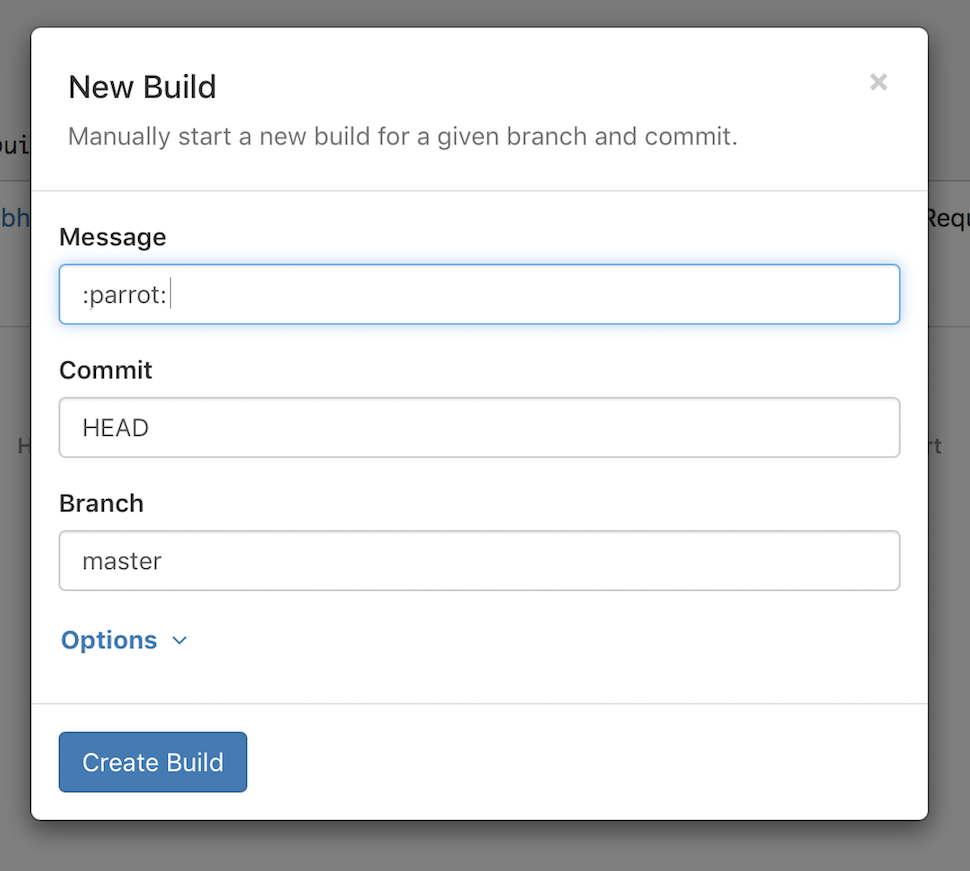 New Build
×
Manually start a new build for a given branch and commit.
Message
:parrot:
Commit
HEAD
Branch
master
Options
Create Build